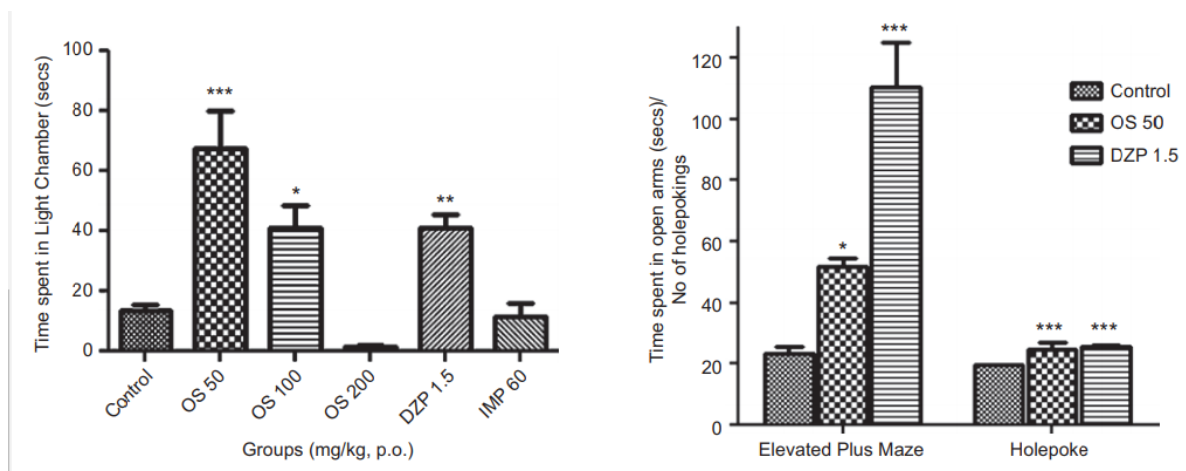 Time spent in Light Chamber (secs)
100
80
60
40
20
0
***
*
**
Control
OS 50
OS 100
OS 200
DZP 1.5
IMP 60
Groups (mg/kg, p.o.)
Time spent in open arms (secs)/
No of holepokings
120
100
80
60
40
20
0
***
*
***
***
Control
OS 50
DZP 1.5
Elevated Plus Maze
Holepoke